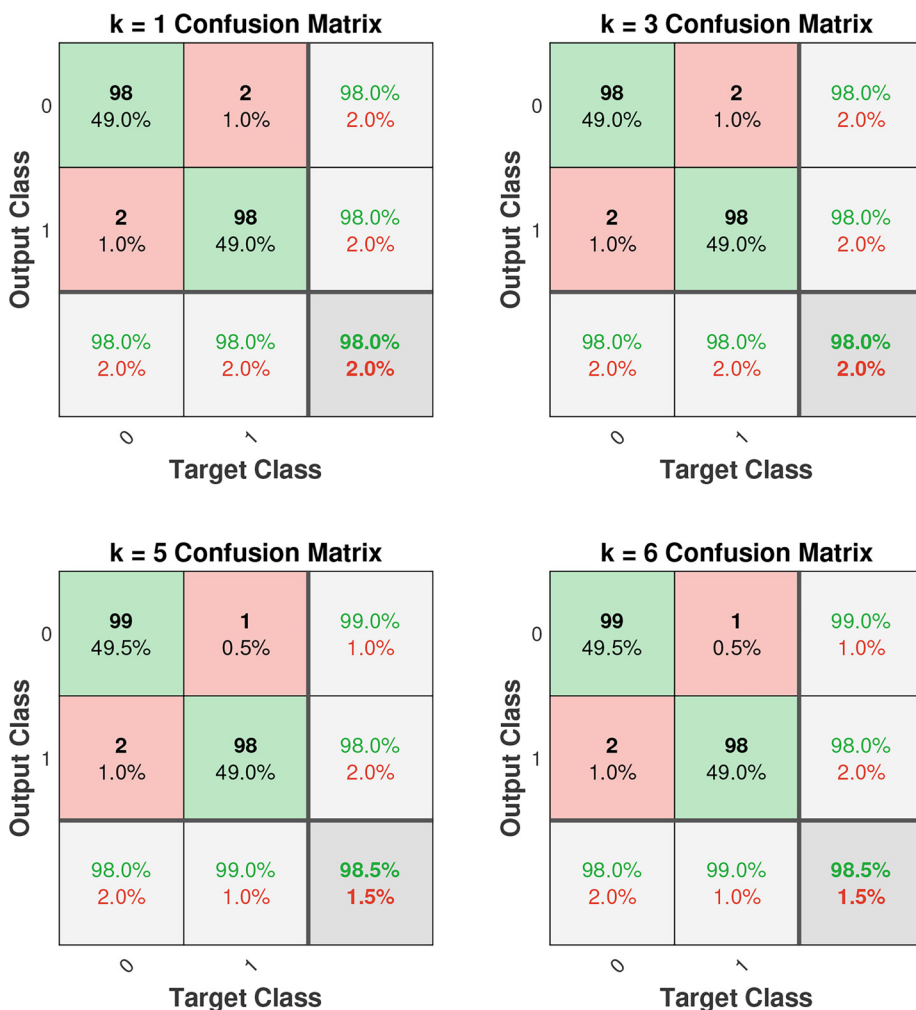 k = 1 Confusion Matrix
98 2 98.0%
0
49.0% 1.0% 2.0%
2 98 98.0%
1
1.0% 49.0% 2.0%
98.0% 98.0% 98.0%
2.0% 2.0% 2.0%
0 1
Target Class
Output Class
k = 3 Confusion Matrix
98 2 98.0%
0
49.0% 1.0% 2.0%
2 98 98.0%
1
1.0% 49.0% 2.0%
98.0% 98.0% 98.0%
2.0% 2.0% 2.0%
0 1
Target Class
Output Class
k = 5 Confusion Matrix
99 1 99.0%
0
49.5% 0.5% 1.0%
2 98 98.0%
1
1.0% 49.0% 2.0%
98.0% 99.0% 98.5%
2.0% 1.0% 1.5%
0 1
Target Class
Output Class
k = 6 Confusion Matrix
99 1 99.0%
0
49.5% 0.5% 1.0%
2 98 98.0%
1
1.0% 49.0% 2.0%
98.0% 99.0% 98.5%
2.0% 1.0% 1.5%
0 1
Target Class
Output Class